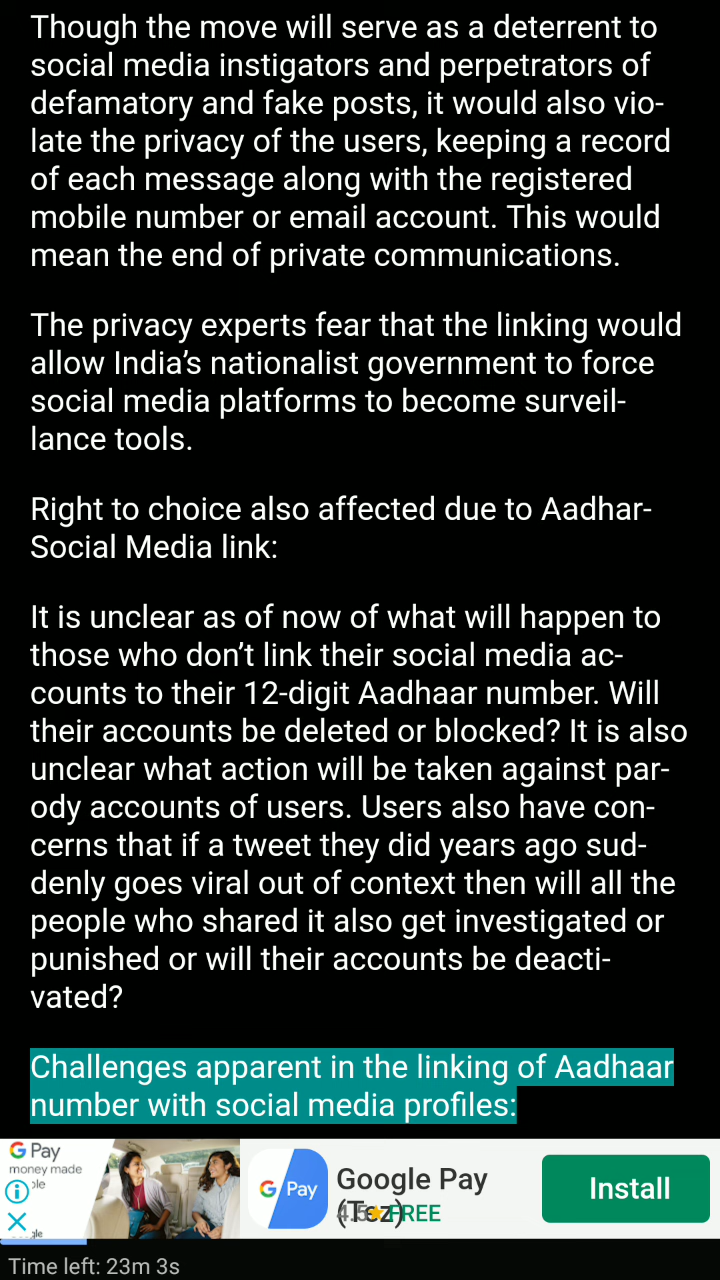 Though the move will serve as a deterrent to
social media instigators and perpetrators of
defamatory and fake posts, it would also vio-
late the privacy of the users, keeping a record
of each message along with the registered
mobile number or email account. This would
mean the end of private communications.
The privacy experts fear that the linking would
allow India’s nationalist government to force
social media platforms to become surveil-
lance tools.
Right to choice also affected due to Aadhar-
Social Media link:
It is unclear as of now of what will happen to
those who don’t link their social media ac-
counts to their 12-digit Aadhaar number. Will
their accounts be deleted or blocked? It is also
unclear what action will be taken against par-
ody accounts of users. Users also have con-
cerns that if a tweet they did years ago sud-
denly goes viral out of context then will all the
people who shared it also get investigated or
punished or will their accounts be deacti-
vated?
Challenges apparent in the linking of Aadhaar
number with social media profiles:
G Pay
money made
ple
gle
G Pay
Google Pay
(Tez)
4.5★FREE
Install
Time left: 23m 3s